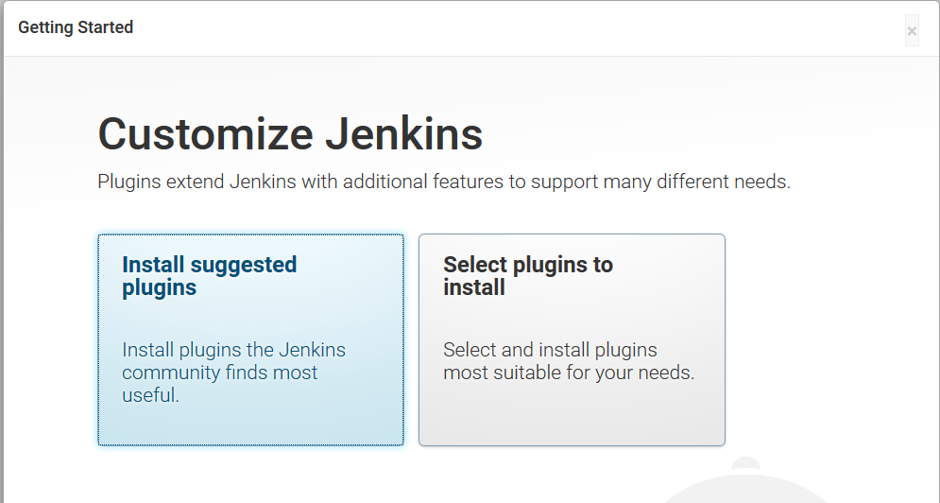 Getting Started
×
Customize Jenkins
Plugins extend Jenkins with additional features to support many different needs.
Install suggested
plugins
Install plugins the Jenkins
community finds most
useful.
Select plugins to
install
Select and install plugins
most suitable for your needs.